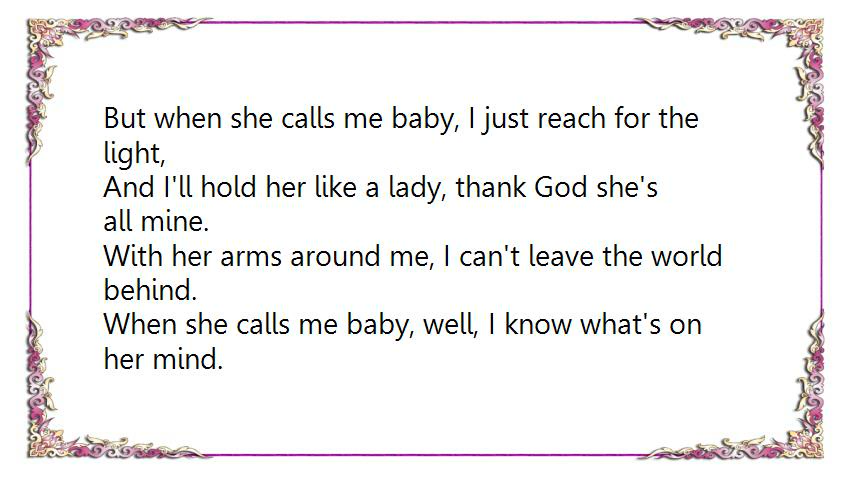 But when she calls me baby, I just reach for the
light,
And I'll hold her like a lady, thank God she's
all mine.
With her arms around me, I can't leave the world
behind.
When she calls me baby, well, I know what's on
her mind.